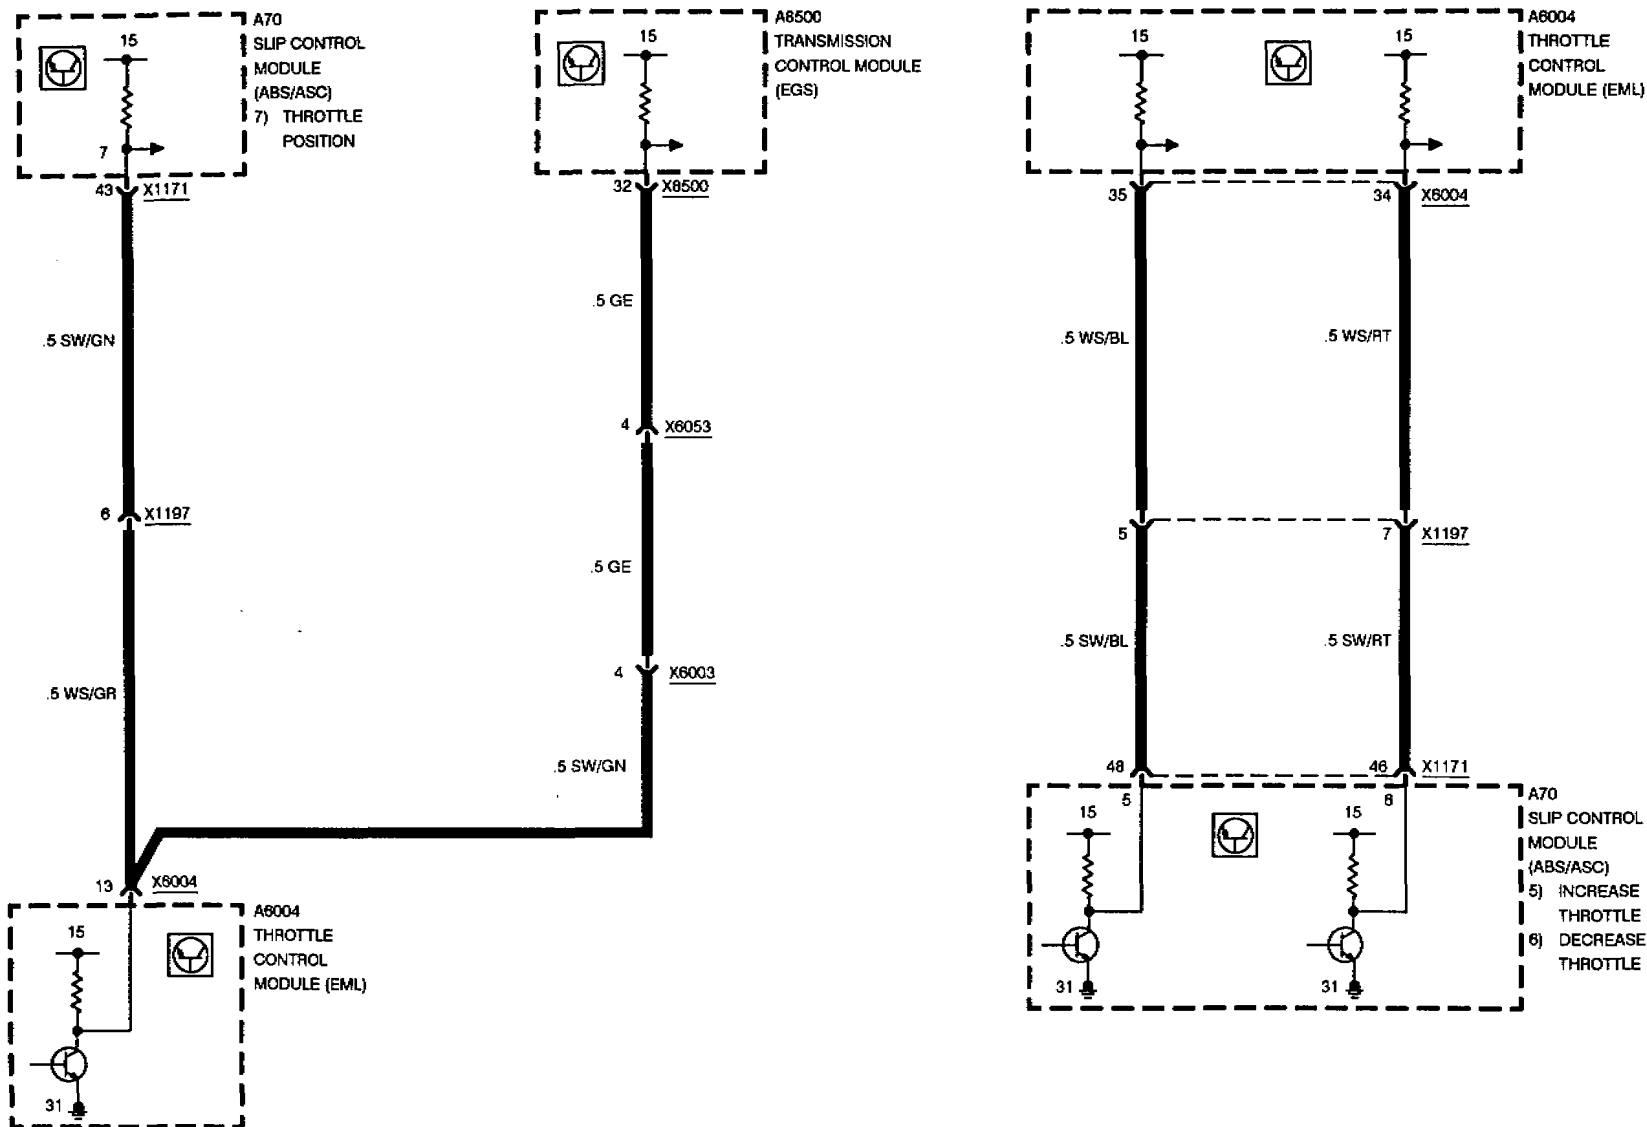 A70
SLIP CONTROL
MODULE
(ABS/ASC)
7) THROTTLE
POSITION
15
7
43 X1171
.5 SW/GN
6 X1197
.5 WS/GR
13 X6004
A6004
THROTTLE
CONTROL
MODULE (EML)
15
31
A8500
TRANSMISSION
CONTROL MODULE
(EGS)
15
32 X8500
.5 GE
4 X6053
.5 GE
4 X6003
.5 SW/GN
A6004
THROTTLE
CONTROL
MODULE (EML)
15 15
35 34 X6004
.5 WS/BL .5 WS/RT
5 7 X1197
.5 SW/BL .5 SW/RT
48 46 X1171
5 6
15 15
31 31
A70
SLIP CONTROL
MODULE
(ABS/ASC)
5) INCREASE
THROTTLE
6) DECREASE
THROTTLE